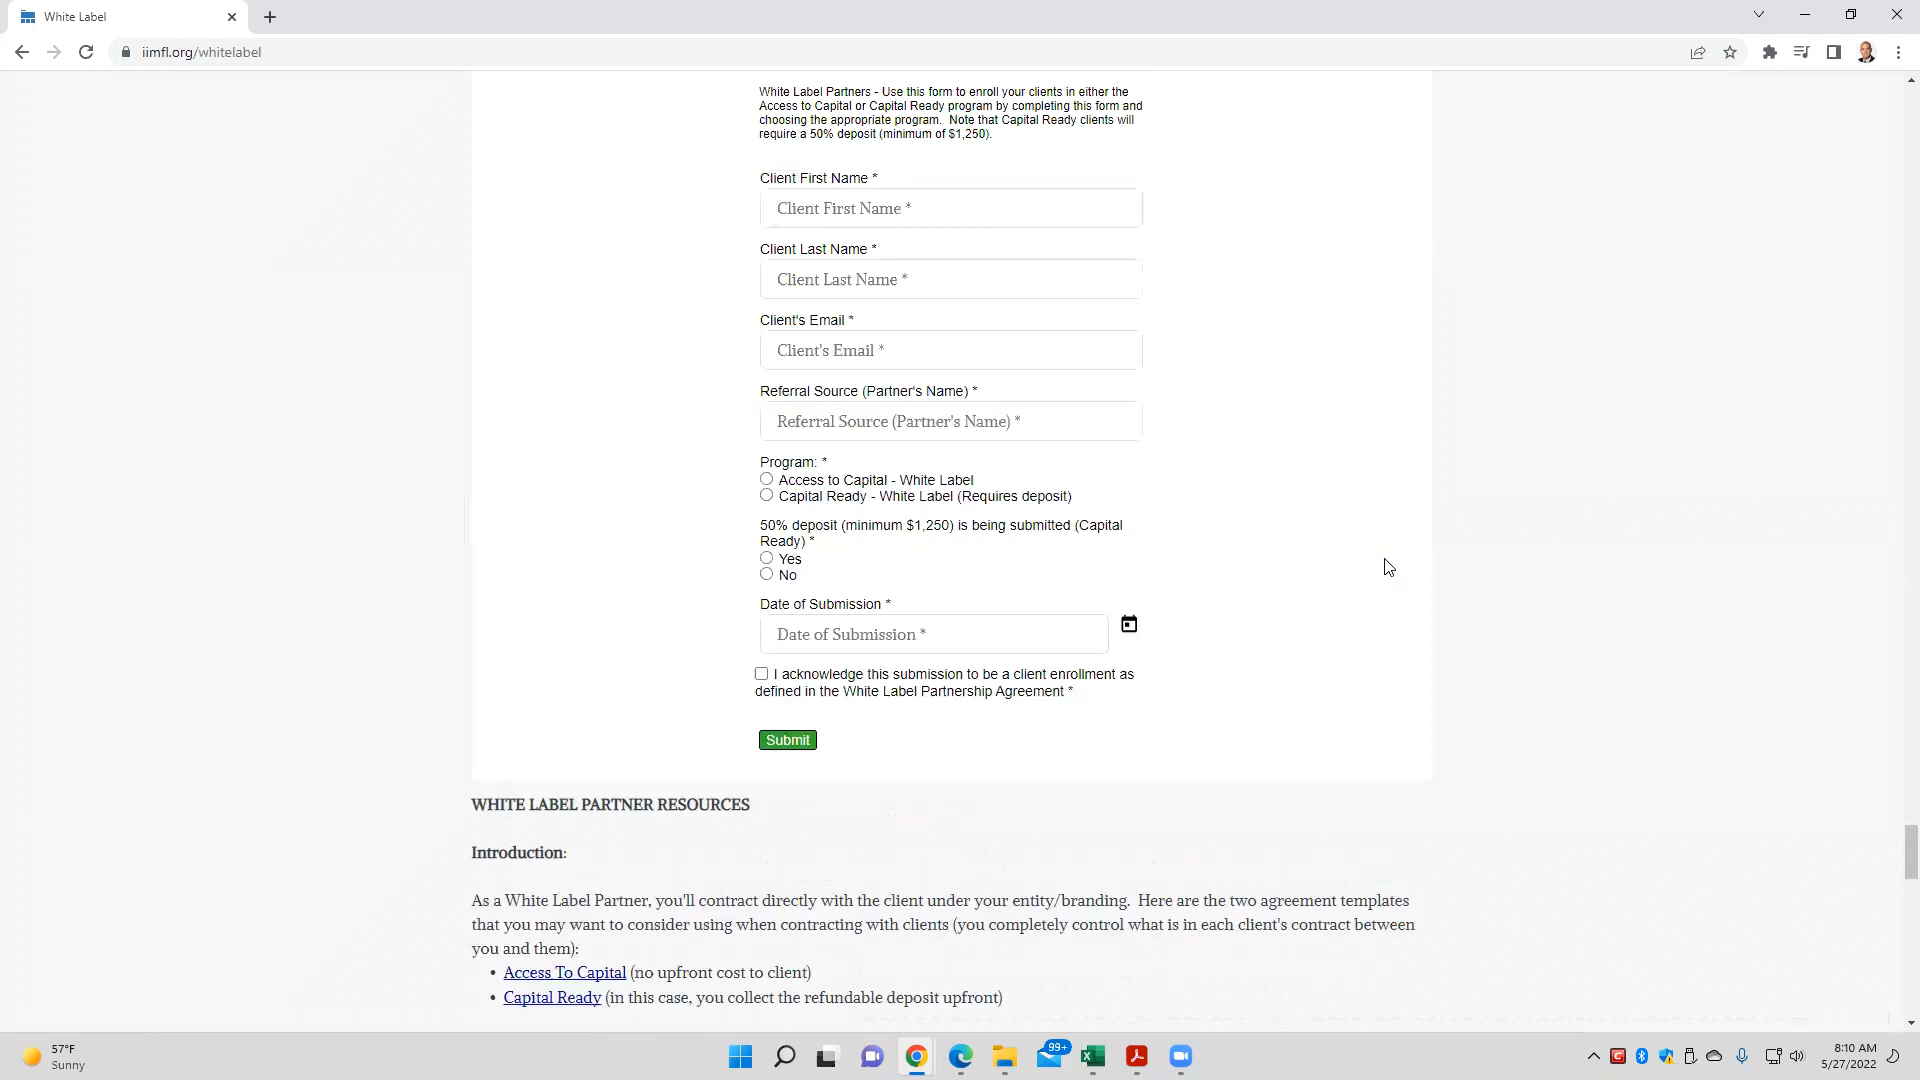 White Label
iimfl.org/whitelabel
White Label Partners - Use this form to enroll your clients in either the
Access to Capital or Capital Ready program by completing this form and
choosing the appropriate program.  Note that Capital Ready clients will
require a 50% deposit (minimum of $1,250).
Client First Name *
Client First Name *
Client Last Name *
Client Last Name *
Client's Email *
Client's Email *
Referral Source (Partner's Name) *
Referral Source (Partner's Name) *
Program: *
Access to Capital - White Label
Capital Ready - White Label (Requires deposit)
50% deposit (minimum $1,250) is being submitted (Capital
Ready) *
Yes
No
Date of Submission *
Date of Submission *
I acknowledge this submission to be a client enrollment as
defined in the White Label Partnership Agreement *
Submit
WHITE LABEL PARTNER RESOURCES
Introduction:
As a White Label Partner, you'll contract directly with the client under your entity/branding.  Here are the two agreement templates
that you may want to consider using when contracting with clients (you completely control what is in each client's contract between
you and them):
• Access To Capital (no upfront cost to client)
• Capital Ready (in this case, you collect the refundable deposit upfront)
57°F
Sunny
99+
8:10 AM
5/27/2022